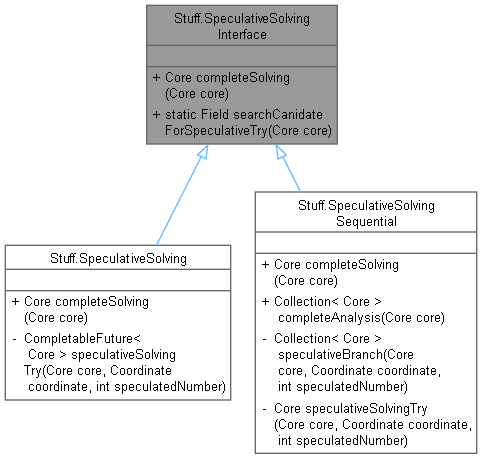 Stuff.SpeculativeSolving
Interface
+ Core completeSolving
(Core core)
+ static Field searchCanidate
ForSpeculativeTry(Core core)
Stuff.SpeculativeSolving
+ Core completeSolving
(Core core)
- CompletableFuture<
Core > speculativeSolving
Try(Core core, Coordinate
coordinate, int speculatedNumber)
Stuff.SpeculativeSolving
Sequential
+ Core completeSolving
(Core core)
+ Collection< Core >
completeAnalysis(Core core)
- Collection< Core >
speculativeBranch(Core
core, Coordinate coordinate,
int speculatedNumber)
- Core speculativeSolvingTry
(Core core, Coordinate coordinate,
int speculatedNumber)